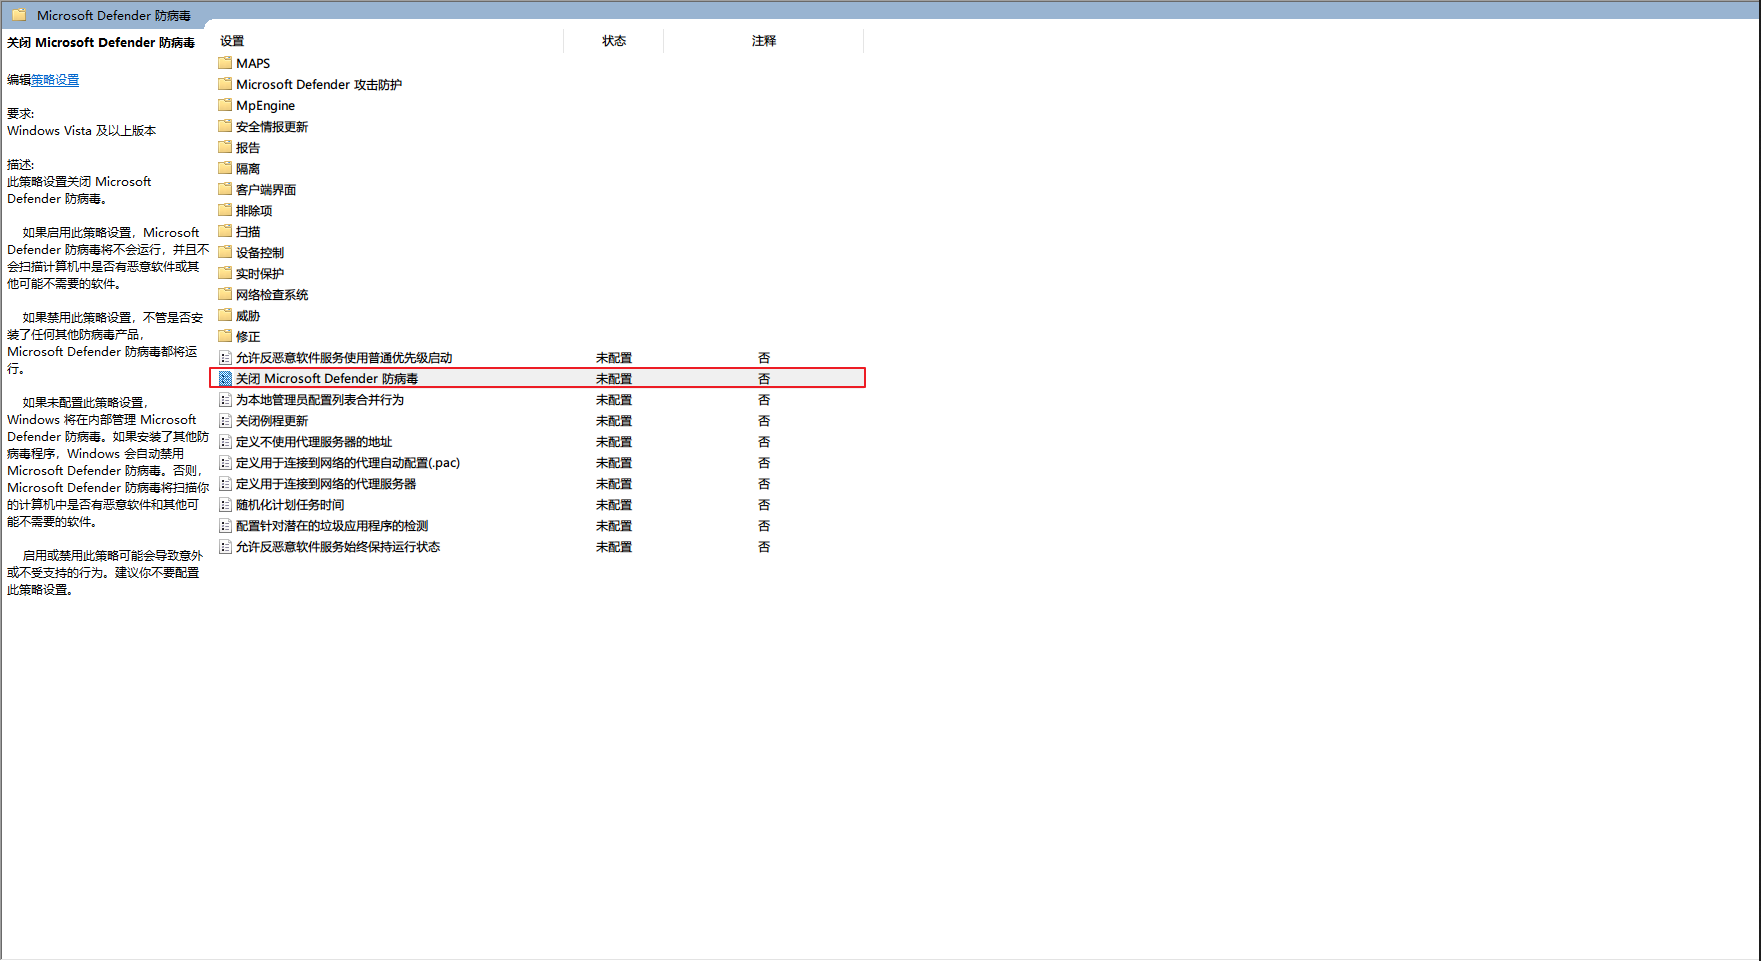 Microsoft Defender 防病毒
关闭 Microsoft Defender 防病毒
编辑策略设置
要求:
Windows Vista 及以上版本
描述:
此策略设置关闭 Microsoft
Defender 防病毒。
如果启用此策略设置，Microsoft
Defender 防病毒将不会运行，并且不
会扫描计算机中是否有恶意软件或其
他可能不需要的软件。
如果禁用此策略设置，不管是否安
装了任何其他防病毒产品，
Microsoft Defender 防病毒都将运
行。
如果未配置此策略设置，
Windows 将在内部管理 Microsoft
Defender 防病毒。如果安装了其他防
病毒程序，Windows 会自动禁用
Microsoft Defender 防病毒。否则，
Microsoft Defender 防病毒将扫描你
的计算机中是否有恶意软件和其他可
能不需要的软件。
启用或禁用此策略可能会导致意外
或不受支持的行为。建议你不要配置
此策略设置。
设置 状态 注释
MAPS
Microsoft Defender 攻击防护
MpEngine
安全情报更新
报告
隔离
客户端界面
排除项
扫描
设备控制
实时保护
网络检查系统
威胁
修正
允许反恶意软件服务使用普通优先级启动 未配置 否
关闭 Microsoft Defender 防病毒 未配置 否
为本地管理员配置列表合并行为 未配置 否
关闭例程更新 未配置 否
定义不使用代理服务器的地址 未配置 否
定义用于连接到网络的代理自动配置(.pac) 未配置 否
定义用于连接到网络的代理服务器 未配置 否
随机化计划任务时间 未配置 否
配置针对潜在的垃圾应用程序的检测 未配置 否
允许反恶意软件服务始终保持运行状态 未配置 否